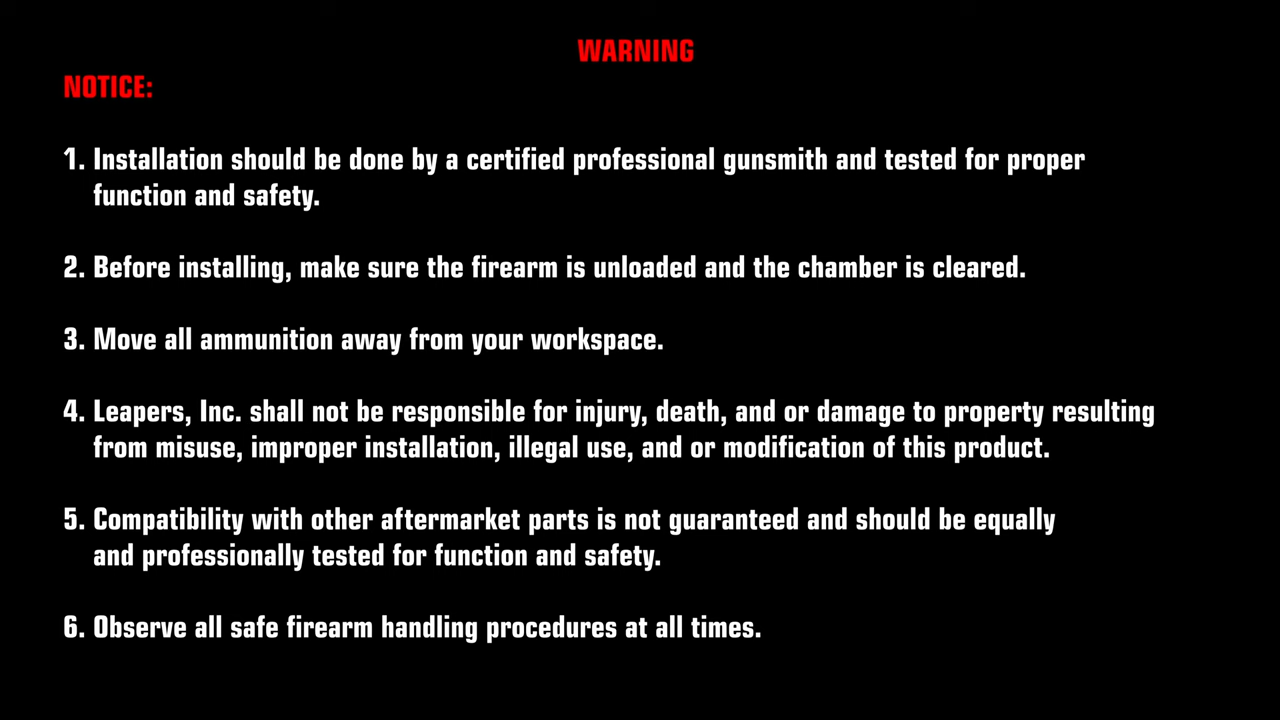 WARNING
NOTICE:
1. Installation should be done by a certified professional gunsmith and tested for proper
function and safety.
2. Before installing, make sure the firearm is unloaded and the chamber is cleared.
3. Move all ammunition away from your workspace.
4. Leapers, Inc. shall not be responsible for injury, death, and or damage to property resulting
from misuse, improper installation, illegal use, and or modification of this product.
5. Compatibility with other aftermarket parts is not guaranteed and should be equally
and professionally tested for function and safety.
6. Observe all safe firearm handling procedures at all times.